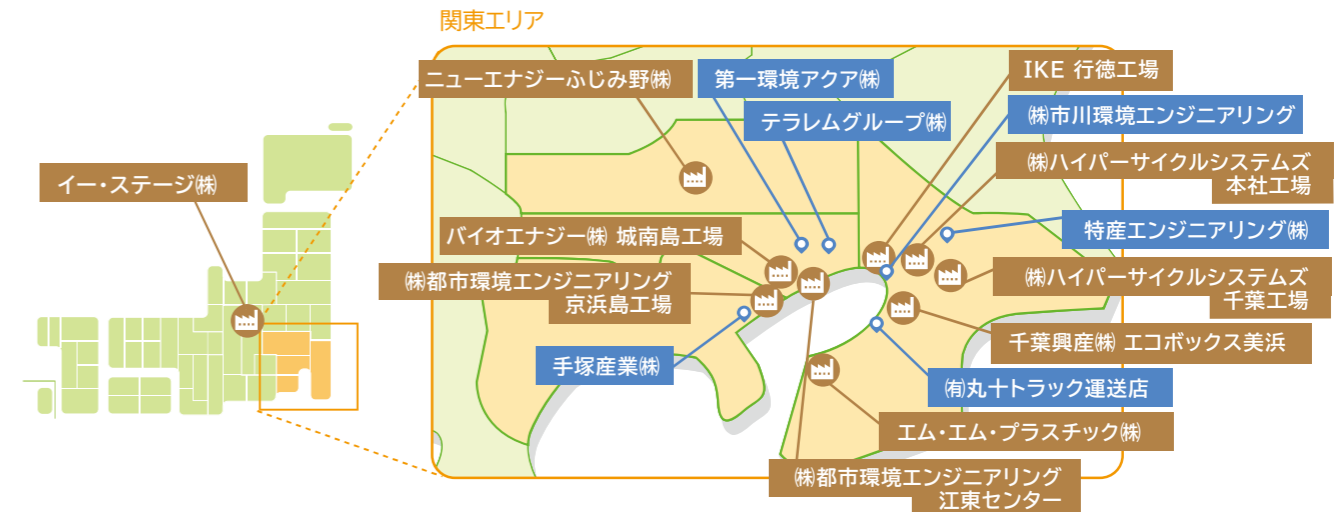 関東エリア
ニューエナジーふじみ野㈱
第一環境アクア㈱
IKE 行徳工場
テラレムグループ㈱
㈱市川環境エンジニアリング
㈱ハイパーサイクルシステムズ
本社工場
イー・ステージ㈱
特産エンジニアリング㈱
バイオエナジー㈱ 城南島工場
㈱都市環境エンジニアリング
京浜島工場
㈱ハイパーサイクルシステムズ
千葉工場
千葉興産㈱ エコボックス美浜
手塚産業㈱
㈲丸十トラック運送店
エム・エム・プラスチック㈱
㈱都市環境エンジニアリング
江東センター